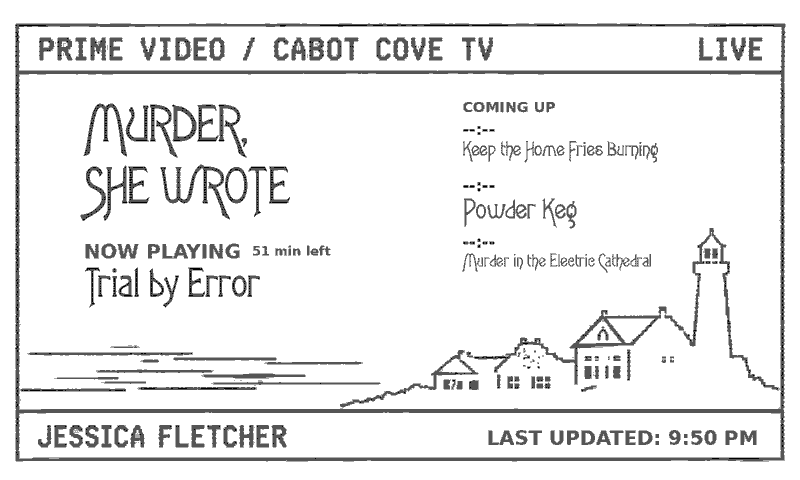 PRIME VIDEO / CABOT COVE TV
LIVE
MURDER,
SHE WROTE
NOW PLAYING 51 min left
Trial by Error
COMING UP
--:--
Keep the Home Fries Burning
--:--
Powder Keg
--:--
Murder in the Electric Cathedral
JESSICA FLETCHER
LAST UPDATED: 9:50 PM